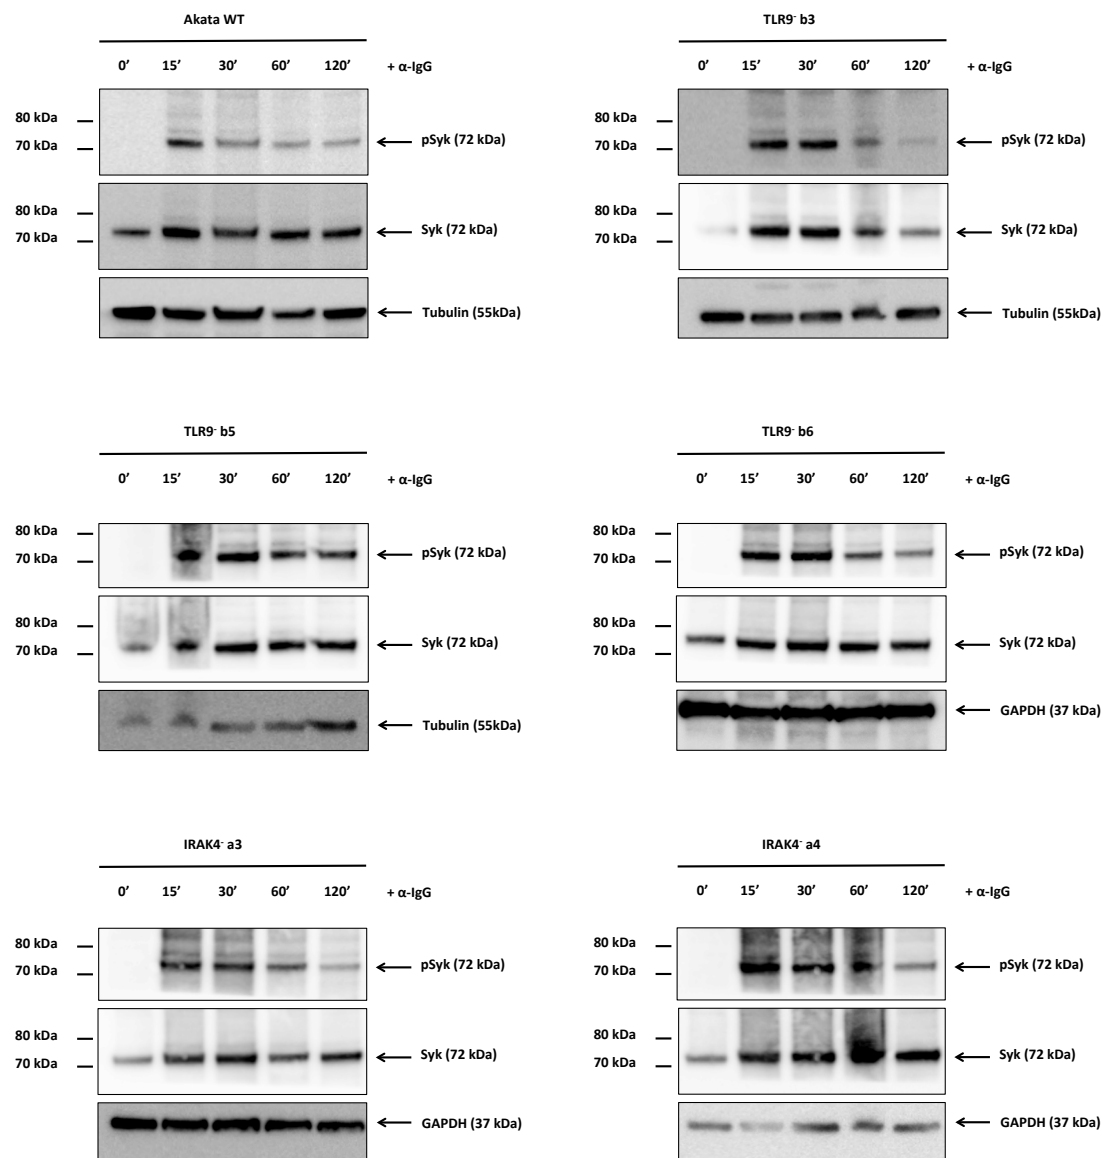 Akata WT
0' 15' 30' 60' 120' + α-IgG
80 kDa
70 kDa
pSyk (72 kDa)
80 kDa
70 kDa
Syk (72 kDa)
Tubulin (55kDa)
TLR9- b3
0' 15' 30' 60' 120' + α-IgG
80 kDa
70 kDa
pSyk (72 kDa)
80 kDa
70 kDa
Syk (72 kDa)
Tubulin (55kDa)
TLR9- b5
0' 15' 30' 60' 120' + α-IgG
80 kDa
70 kDa
pSyk (72 kDa)
80 kDa
70 kDa
Syk (72 kDa)
Tubulin (55kDa)
TLR9- b6
0' 15' 30' 60' 120' + α-IgG
80 kDa
70 kDa
pSyk (72 kDa)
80 kDa
70 kDa
Syk (72 kDa)
GAPDH (37 kDa)
IRAK4- a3
0' 15' 30' 60' 120' + α-IgG
80 kDa
70 kDa
pSyk (72 kDa)
80 kDa
70 kDa
Syk (72 kDa)
GAPDH (37 kDa)
IRAK4- a4
0' 15' 30' 60' 120' + α-IgG
80 kDa
70 kDa
pSyk (72 kDa)
80 kDa
70 kDa
Syk (72 kDa)
GAPDH (37 kDa)